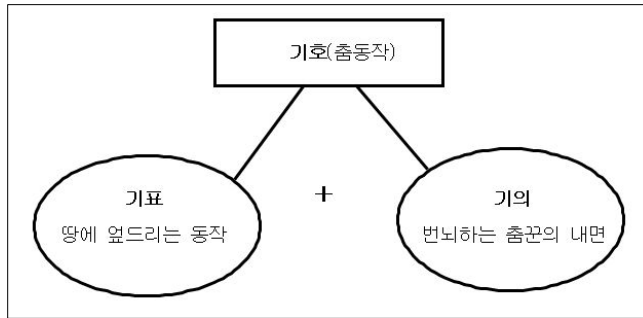 기호(춤동작)
기표
땅에 엎드리는 동작
+
기의
번뇌하는 춤꾼의 내면